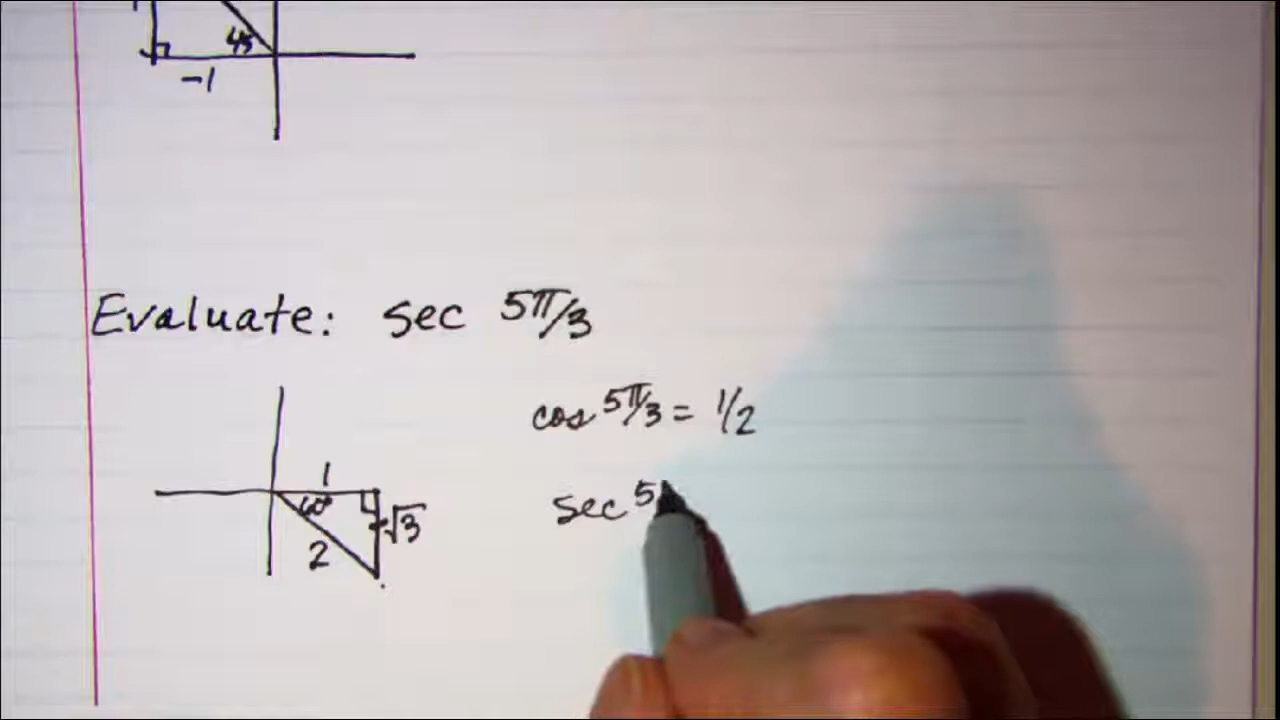 45
-1
Evaluate: sec 5π/3
cos 5π/3 = 1/2
1
60°
-√3
sec 5
2